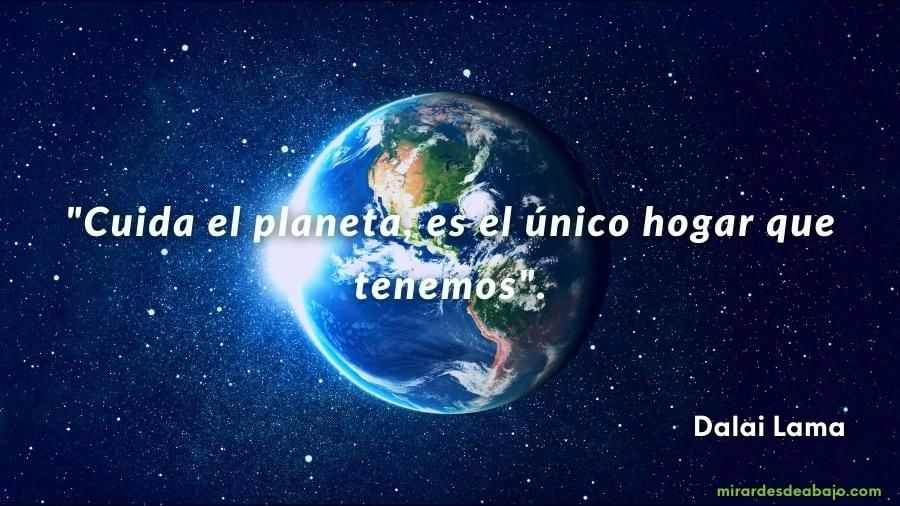 "Cuida el planeta, es el único hogar que
tenemos".
Dalai Lama
mirardesdeabajo.com